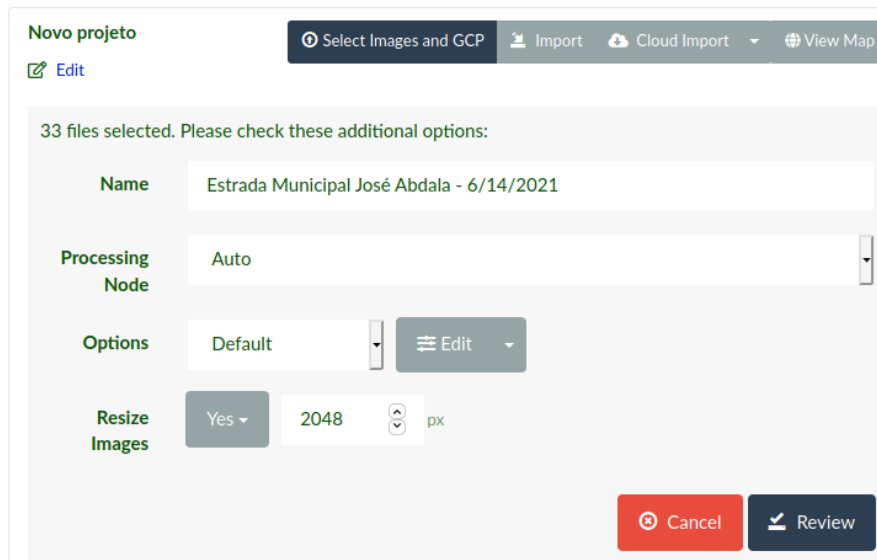 Novo projeto
Select Images and GCP Import Cloud Import View Map
Edit
33 files selected. Please check these additional options:
Name Estrada Municipal José Abdala - 6/14/2021
Processing Node Auto
Options Default Edit
Resize Images Yes 2048 px
Cancel Review